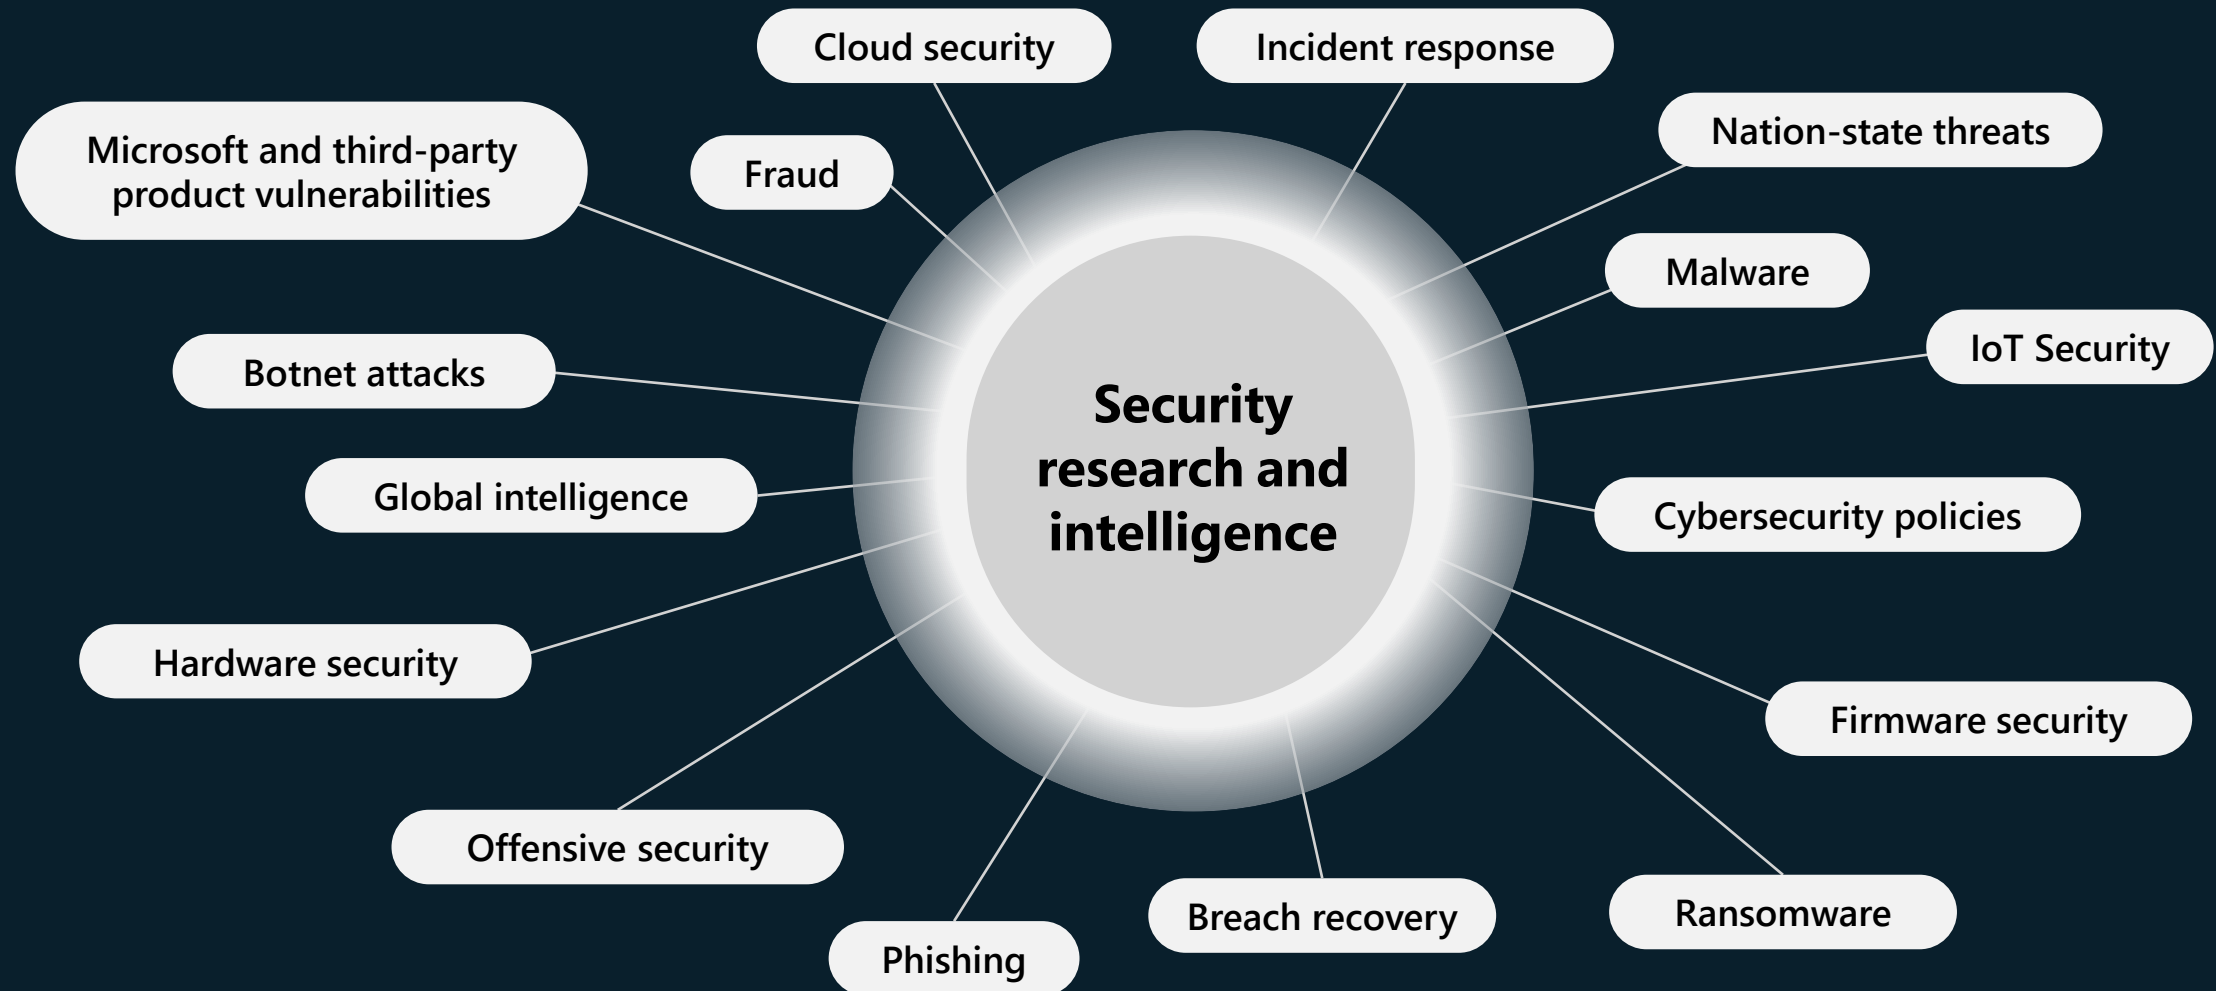 Cloud security
Incident response
Nation-state threats
Microsoft and third-party
product vulnerabilities
Fraud
Malware
IoT Security
Botnet attacks
Security
research and
intelligence
Global intelligence
Cybersecurity policies
Hardware security
Firmware security
Offensive security
Breach recovery
Ransomware
Phishing